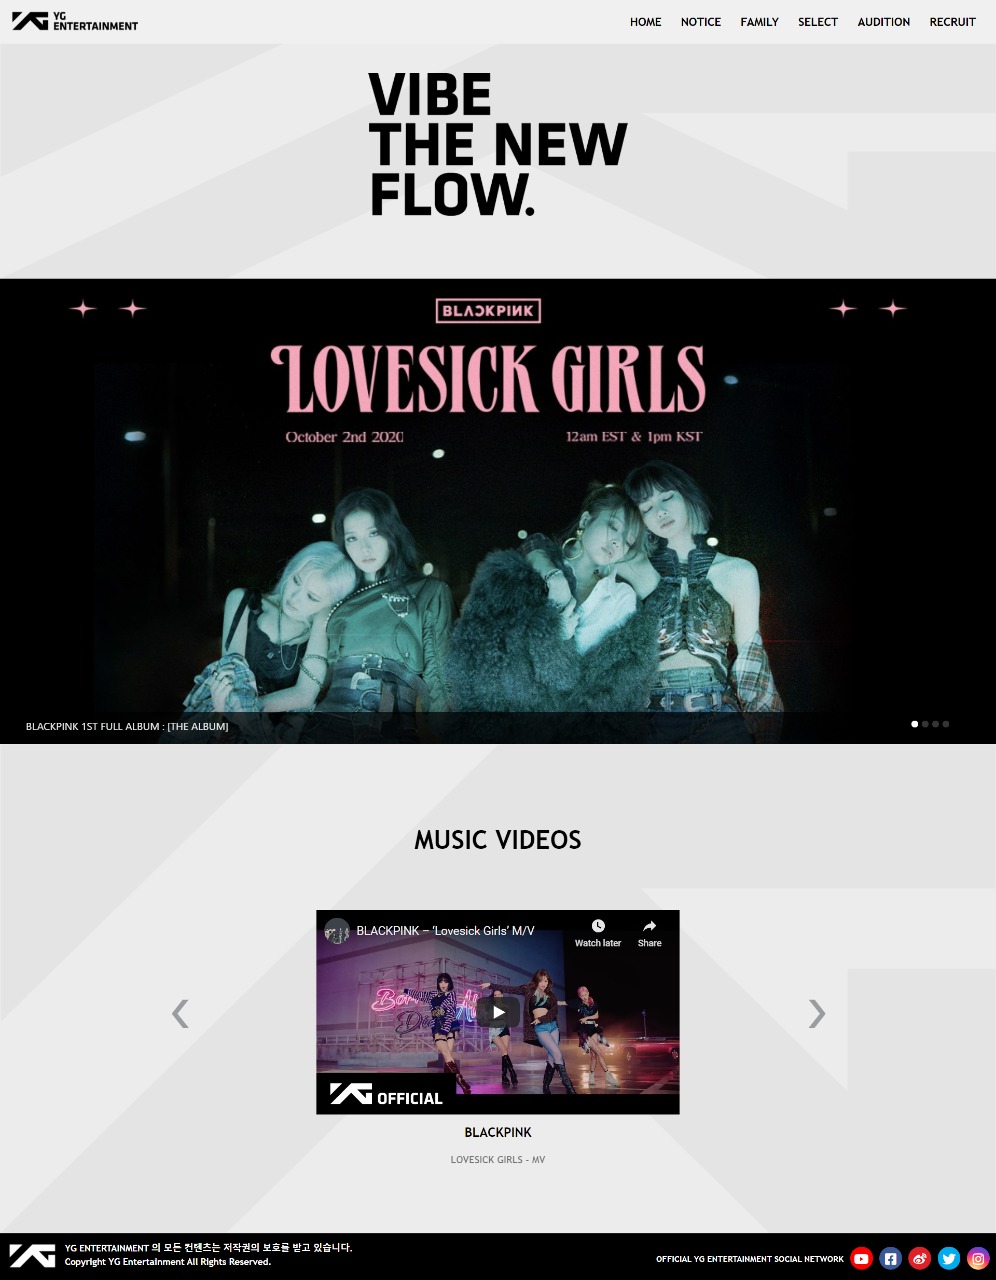 YG
ENTERTAINMENT
HOME NOTICE FAMILY SELECT AUDITION RECRUIT
VIBE
THE NEW
FLOW.
BLACKPINK
LOVESICK GIRLS
October 2nd 2020 12am EST & 1pm KST
BLACKPINK 1ST FULL ALBUM : [THE ALBUM]
MUSIC VIDEOS
BLACKPINK – 'Lovesick Girls' M/V
Watch later Share
OFFICIAL
BLACKPINK
LOVESICK GIRLS - MV
YG ENTERTAINMENT 의 모든 컨텐츠는 저작권의 보호를 받고 있습니다.
Copyright YG Entertainment All Rights Reserved.
OFFICIAL YG ENTERTAINMENT SOCIAL NETWORK